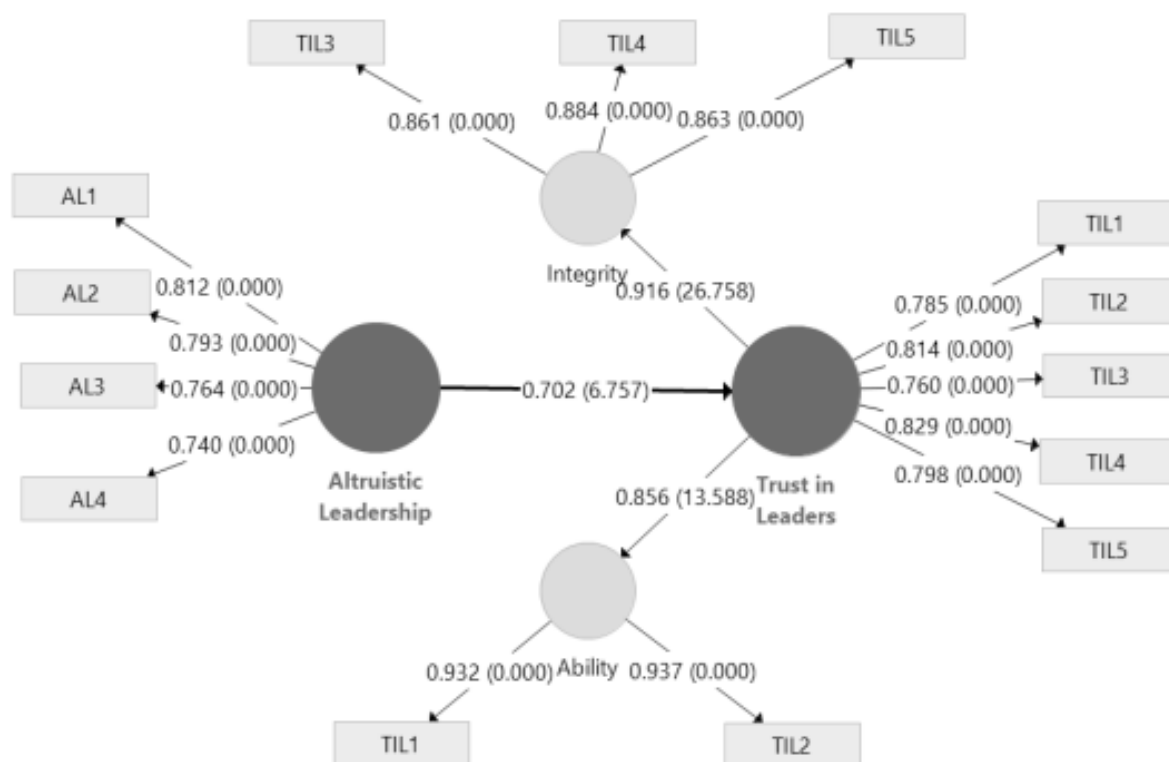 TIL3
TIL4
TIL5
0.861 (0.000)
0.884 (0.000)
0.863 (0.000)
AL1
AL2
AL3
AL4
0.812 (0.000)
0.793 (0.000)
0.764 (0.000)
0.740 (0.000)
Integrity
0.916 (26.758)
Altruistic
Leadership
0.702 (6.757)
Trust in
Leaders
0.785 (0.000)
0.814 (0.000)
0.760 (0.000)
0.829 (0.000)
0.798 (0.000)
TIL1
TIL2
TIL3
TIL4
TIL5
0.856 (13.588)
Ability
0.932 (0.000)
0.937 (0.000)
TIL1
TIL2